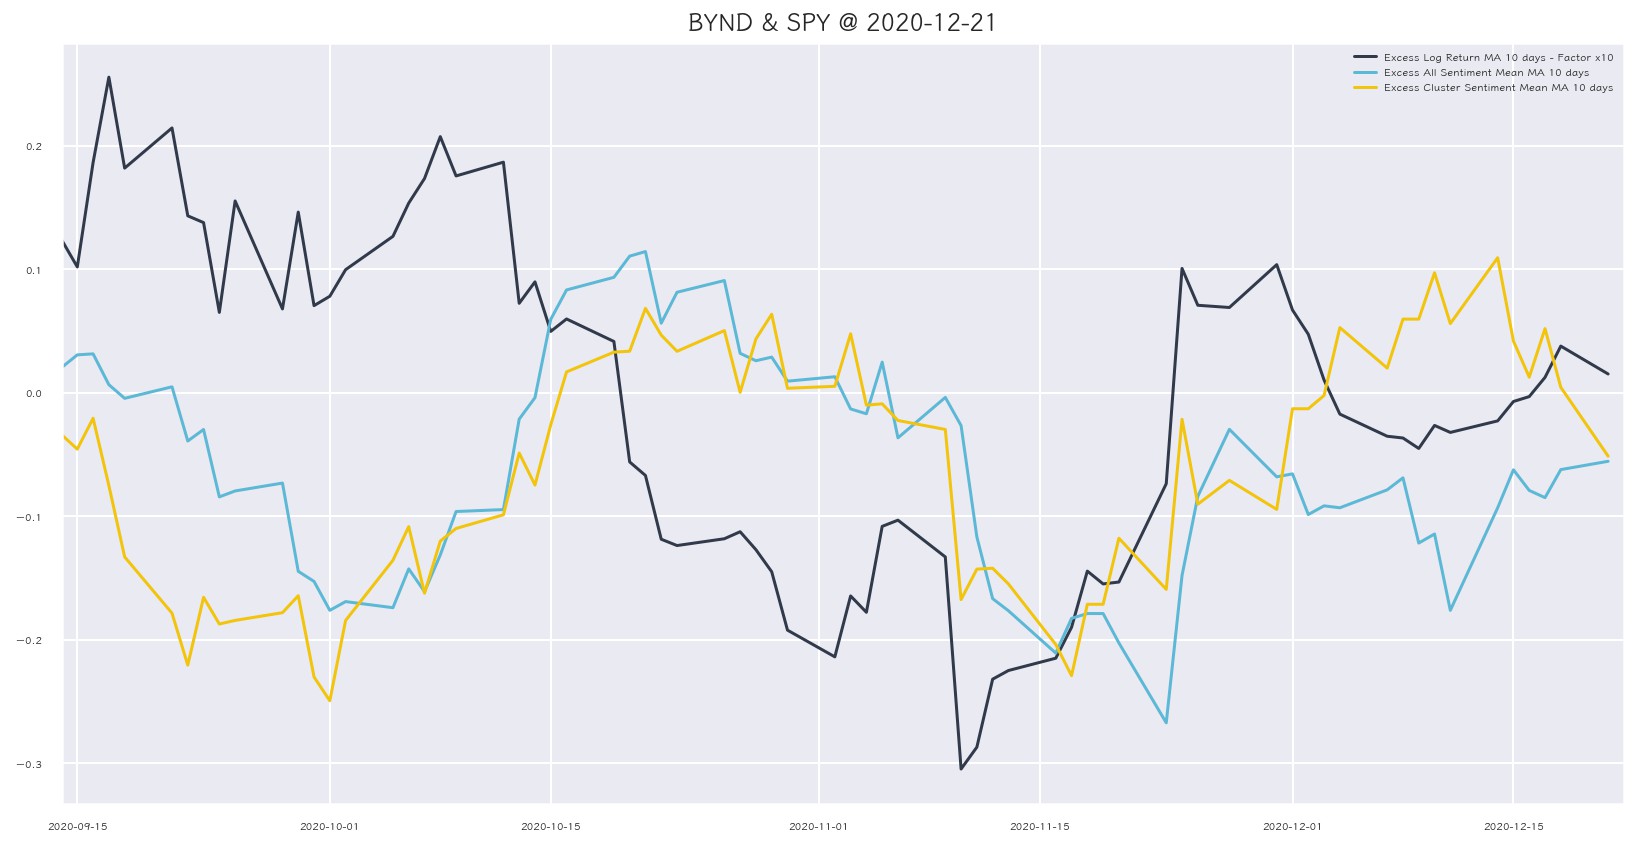 BYND & SPY @ 2020-12-21
Excess Log Return MA 10 days - Factor x10
Excess All Sentiment Mean MA 10 days
Excess Cluster Sentiment Mean MA 10 days
0.2
0.1
0.0
−0.1
−0.2
−0.3
2020-09-15 2020-10-01 2020-10-15 2020-11-01 2020-11-15 2020-12-01 2020-12-15